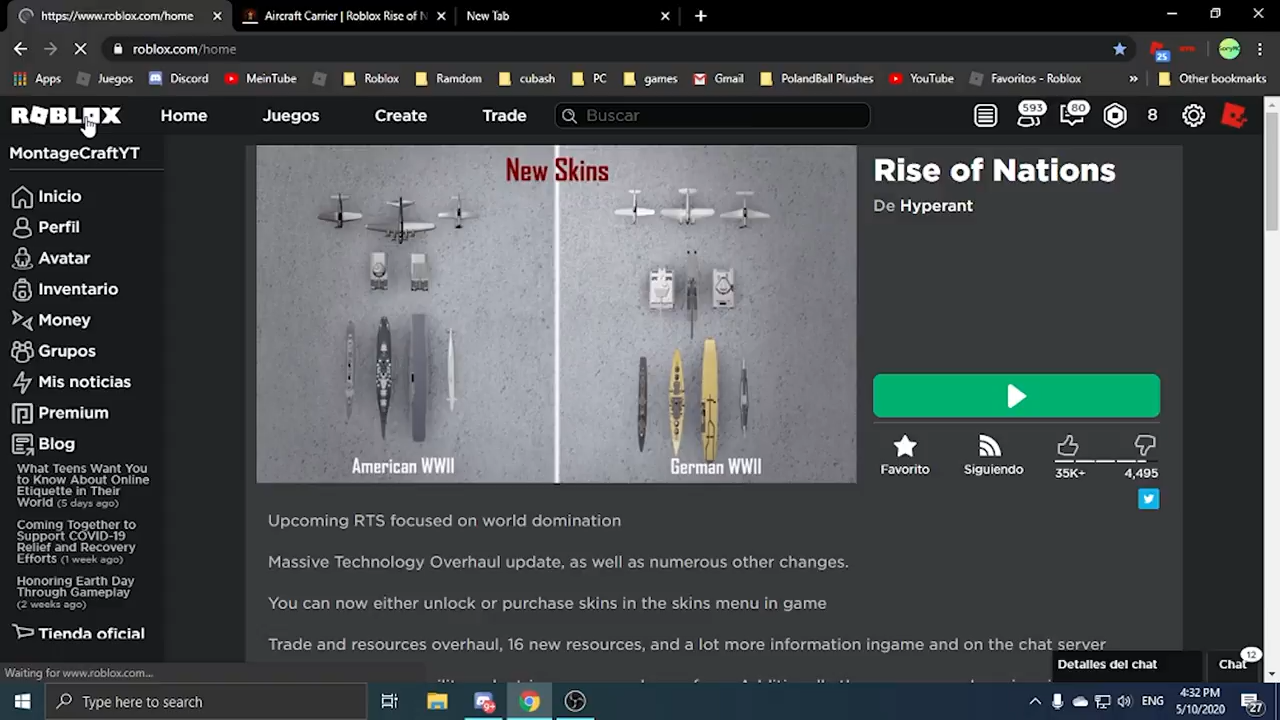 https://www.roblox.com/home
Aircraft Carrier | Roblox Rise of N
New Tab
roblox.com/home
Apps
Juegos
Discord
MeinTube
Roblox
Ramdom
cubash
PC
games
Gmail
PolandBall Plushes
YouTube
Favoritos - Roblox
»
Other bookmarks
25
ROBLOX
Home
Juegos
Create
Trade
Buscar
593
80
8
MontageCraftYT
Inicio
Perfil
Avatar
Inventario
Money
Grupos
Mis noticias
Premium
Blog
What Teens Want You
to Know About Online
Etiquette in Their
World (5 days ago)
Coming Together to
Support COVID-19
Relief and Recovery
Efforts (1 week ago)
Honoring Earth Day
Through Gameplay
(2 weeks ago)
Tienda oficial
New Skins
American WWII
German WWII
Rise of Nations
De Hyperant
Favorito
Siguiendo
35K+
4,495
Upcoming RTS focused on world domination
Massive Technology Overhaul update, as well as numerous other changes.
You can now either unlock or purchase skins in the skins menu in game
Trade and resources overhaul, 16 new resources, and a lot more information ingame and on the chat server
Detalles del chat
Chat
12
Waiting for www.roblox.com...
Type here to search
ENG
4:32 PM
5/10/2020
27